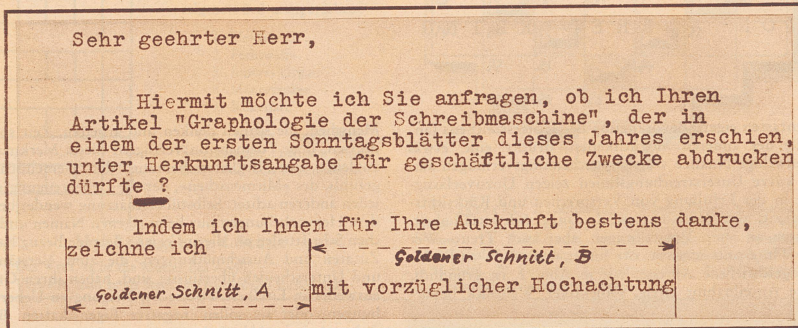 Sehr geehrter Herr,
Hiermit möchte ich Sie anfragen, ob ich Ihren
Artikel "Graphologie der Schreibmaschine", der in
einem der ersten Sonntagsblätter dieses Jahres erschien,
unter Herkunftsangabe für geschäftliche Zwecke abdrucken
dürfte ?
Indem ich Ihnen für Ihre Auskunft bestens danke,
zeichne ich
Goldener Schnitt, B
Goldener Schnitt, A
mit vorzüglicher Hochachtung